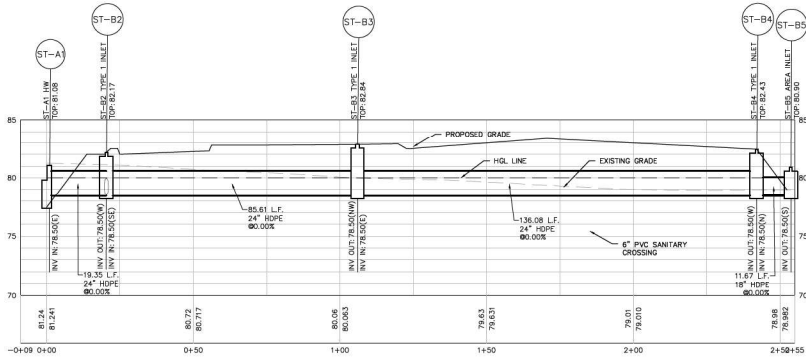 ST-A1
ST-B2
ST-B3
ST-B4
ST-B5
ST-A1 HW
TOP:81.08
ST-B2 TYPE 1 INLET
TOP:82.17
ST-B3 TYPE 1 INLET
TOP:82.84
ST-B4 TYPE 1 INLET
TOP:82.43
ST-B5 AREA INLET
TOP:80.90
85
85
PROPOSED GRADE
HGL LINE
EXISTING GRADE
80
80
INV IN:78.50(E)
INV OUT:78.50(W)
INV IN:78.50(SE)
INV OUT:78.50(NW)
INV IN:78.50(E)
INV OUT:78.50(W)
INV IN:78.50(N)
INV OUT:78.50(S)
85.61 L.F.
24" HDPE
@0.00%
136.08 L.F.
24" HDPE
@0.00%
6" PVC SANITARY
CROSSING
75
75
19.35 L.F.
24" HDPE
@0.00%
11.67 L.F.
18" HDPE
@0.00%
70
70
81.24
81.241
80.72
80.717
80.06
80.063
79.63
79.631
79.01
79.010
78.98
78.982
-0+09
0+00
0+50
1+00
1+50
2+00
2+50
2+55